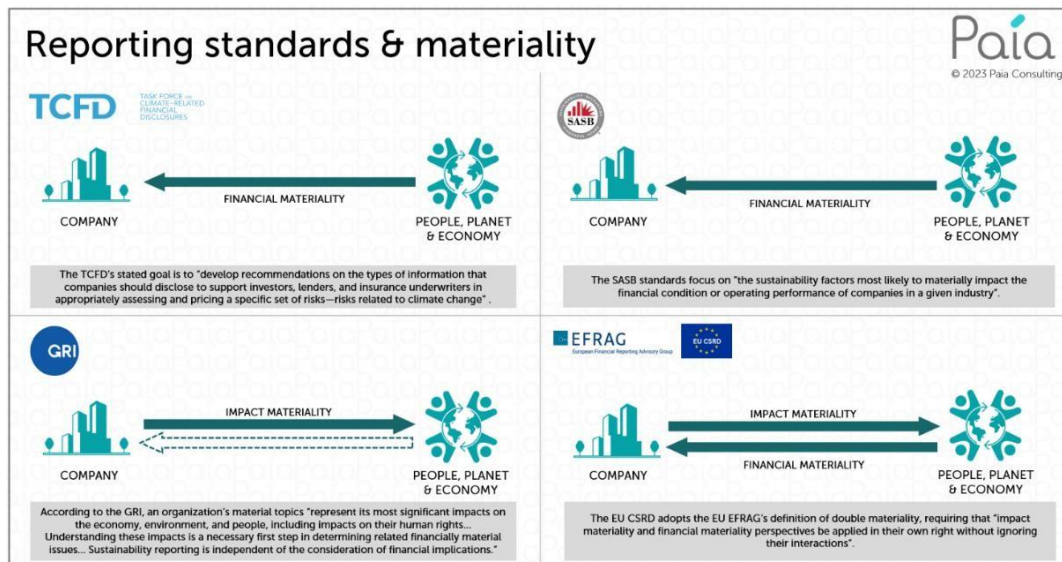 Reporting standards & materiality
Paia
© 2023 Paia Consulting
TCFD
TASK FORCE ON
CLIMATE-RELATED
FINANCIAL
DISCLOSURES
FINANCIAL MATERIALITY
COMPANY
PEOPLE, PLANET
& ECONOMY
The TCFD's stated goal is to "develop recommendations on the types of information that
companies should disclose to support investors, lenders, and insurance underwriters in
appropriately assessing and pricing a specific set of risks—risks related to climate change" .
SASB
FINANCIAL MATERIALITY
COMPANY
PEOPLE, PLANET
& ECONOMY
The SASB standards focus on "the sustainability factors most likely to materially impact the
financial condition or operating performance of companies in a given industry".
GRI
IMPACT MATERIALITY
COMPANY
PEOPLE, PLANET
& ECONOMY
According to the GRI, an organization's material topics "represent its most significant impacts on
the economy, environment, and people, including impacts on their human rights...
Understanding these impacts is a necessary first step in determining related financially material
issues... Sustainability reporting is independent of the consideration of financial implications."
EFRAG
European Financial Reporting Advisory Group
EU CSRD
IMPACT MATERIALITY
FINANCIAL MATERIALITY
COMPANY
PEOPLE, PLANET
& ECONOMY
The EU CSRD adopts the EU EFRAG's definition of double materiality, requiring that "impact
materiality and financial materiality perspectives be applied in their own right without ignoring
their interactions".